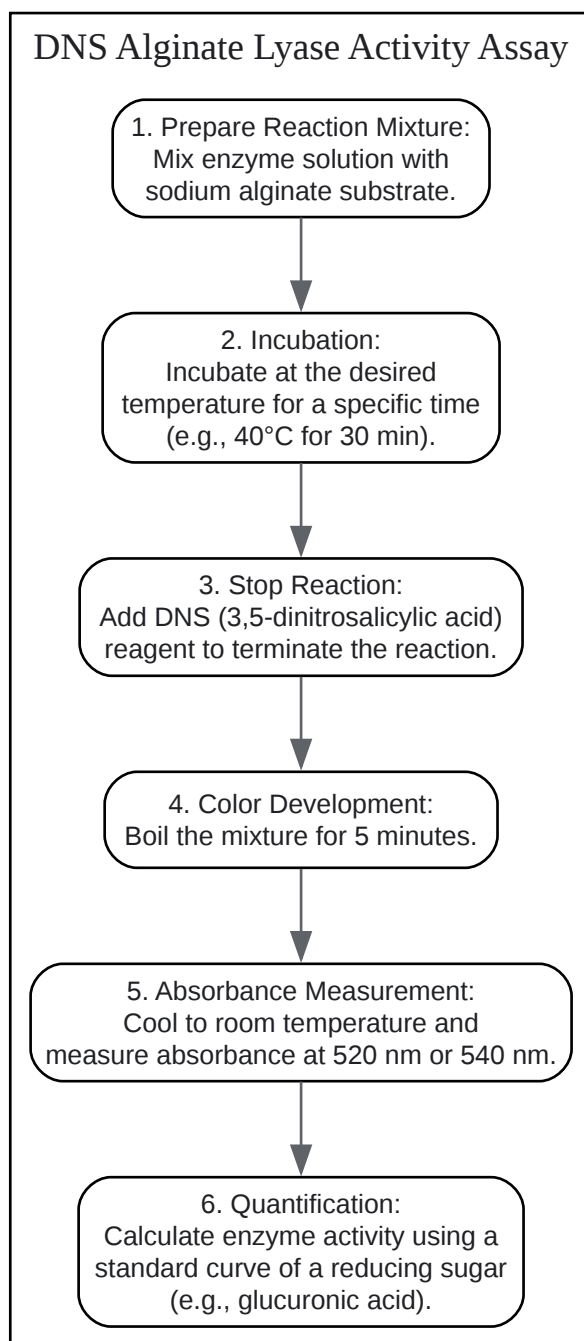 DNS Alginate Lyase Activity Assay
1. Prepare Reaction Mixture:
Mix enzyme solution with
sodium alginate substrate.
2. Incubation:
Incubate at the desired
temperature for a specific time
(e.g., 40°C for 30 min).
3. Stop Reaction:
Add DNS (3,5-dinitrosalicylic acid)
reagent to terminate the reaction.
4. Color Development:
Boil the mixture for 5 minutes.
5. Absorbance Measurement:
Cool to room temperature and
measure absorbance at 520 nm or 540 nm.
6. Quantification:
Calculate enzyme activity using a
standard curve of a reducing sugar
(e.g., glucuronic acid).